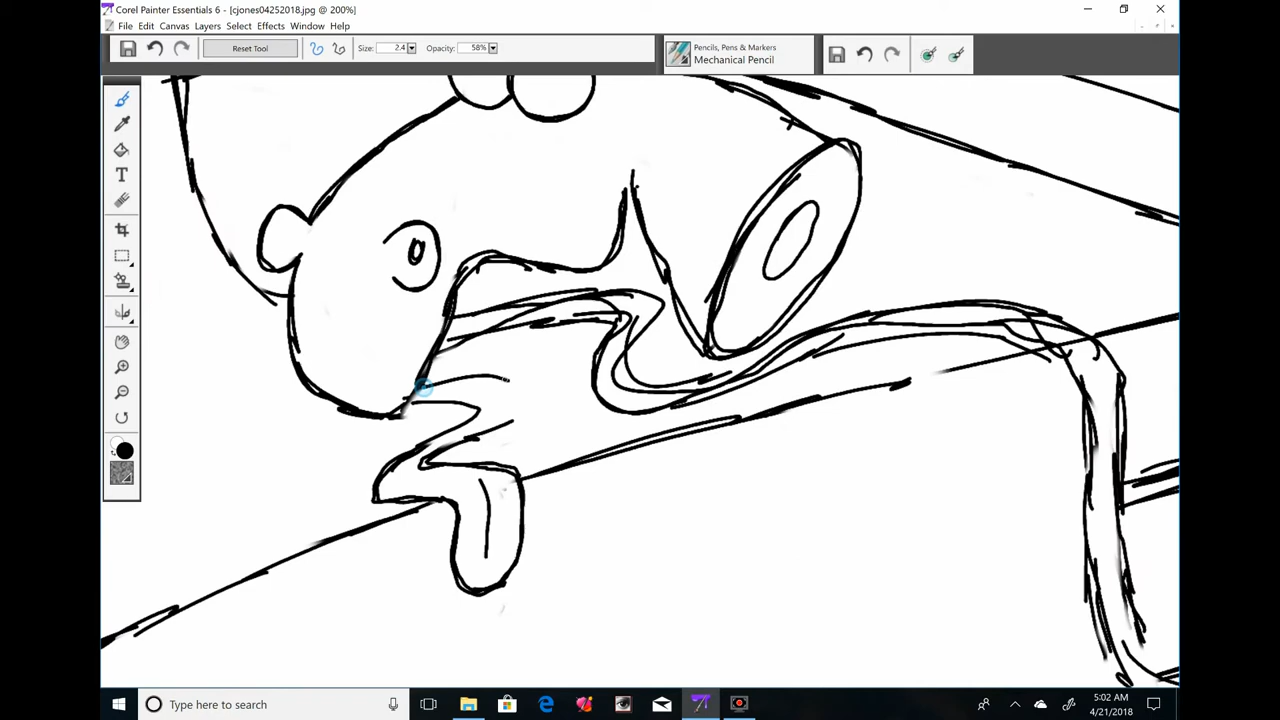 Corel Painter Essentials 6 - [cjones04252018.jpg @ 200%]
File Edit Canvas Layers Select Effects Window Help
Reset Tool Size: 2.4 Opacity: 58%
Pencils, Pens & Markers
Mechanical Pencil
Type here to search
5:02 AM
4/21/2018